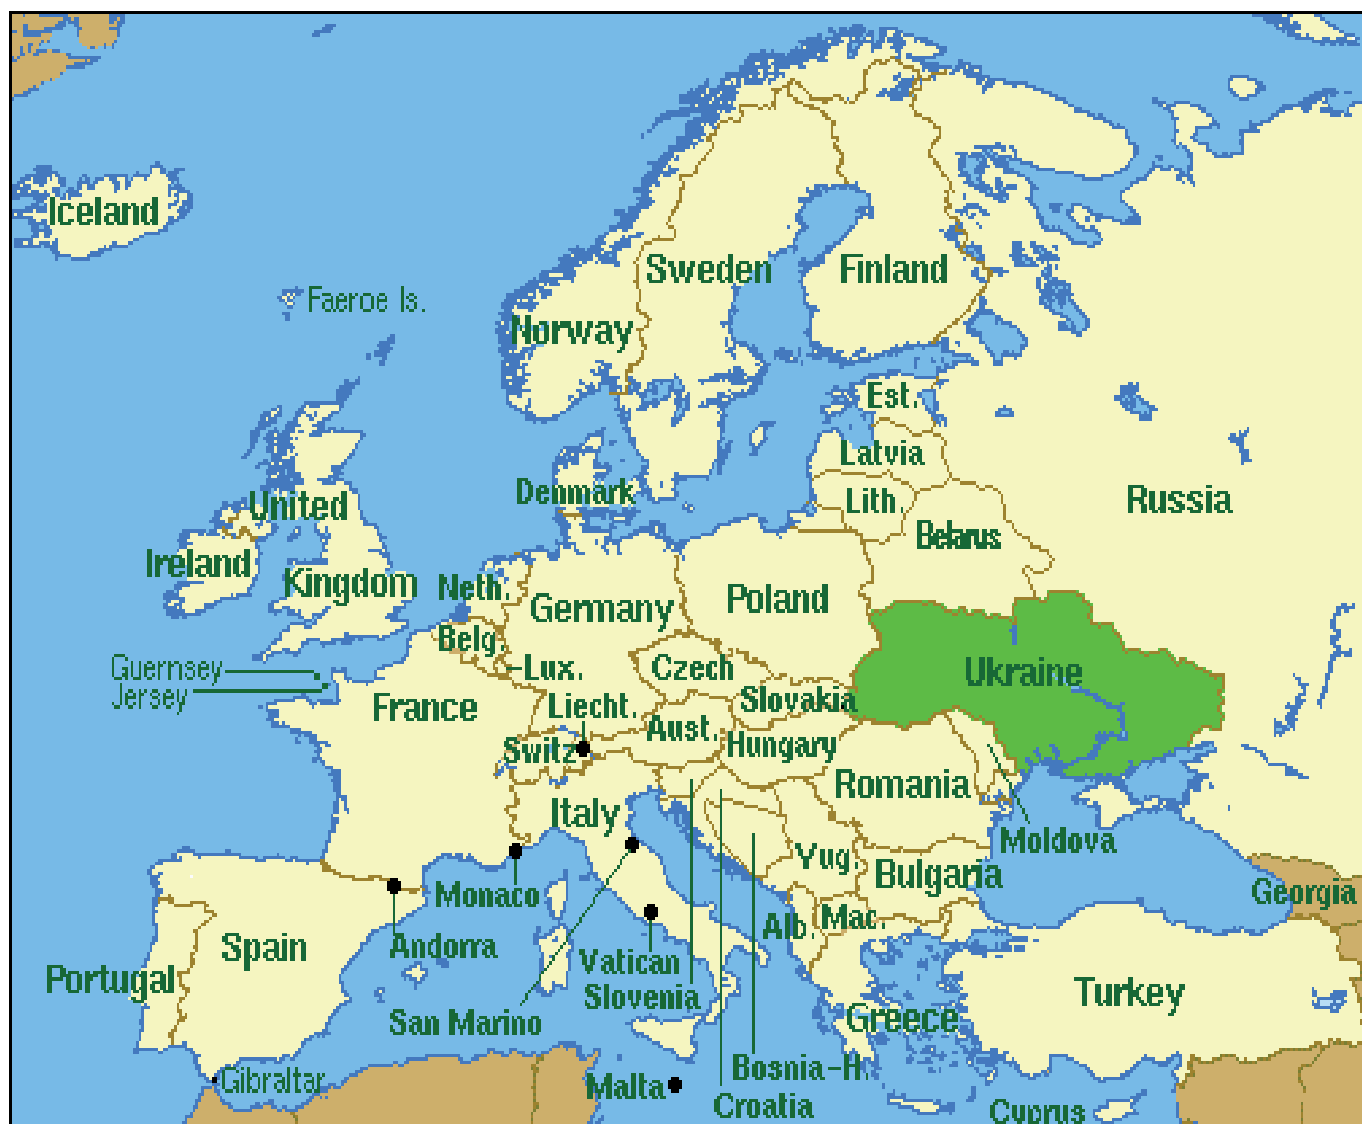 Iceland
Sweden
Finland
Faeroe Is.
Norway
Est.
Latvia
Denmark
Lith.
Russia
United
Kingdom
Belarus
Ireland
Neth.
Germany
Poland
Belg.
Guernsey
Jersey
Lux.
Czech
Ukraine
France
Liecht.
Slovakia
Aust.
Switz
Hungary
Romania
Italy
Moldova
Yug.
Bulgaria
Monaco
Georgia
Alb.
Mac.
Spain
Andorra
Vatican
Portugal
Slovenia
Turkey
San Marino
Greece
Bosnia-H.
Gibraltar
Malta
Croatia
Cyprus